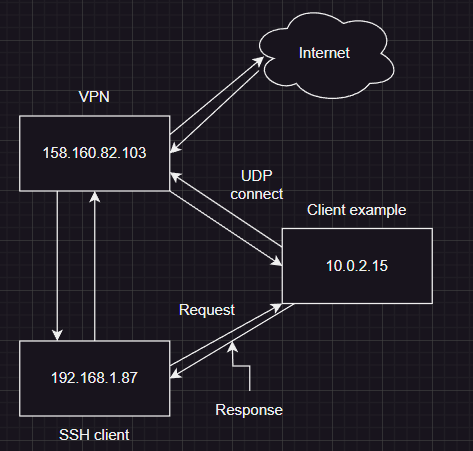 Internet
VPN
158.160.82.103
UDP
connect
Client example
10.0.2.15
Request
192.168.1.87
Response
SSH client